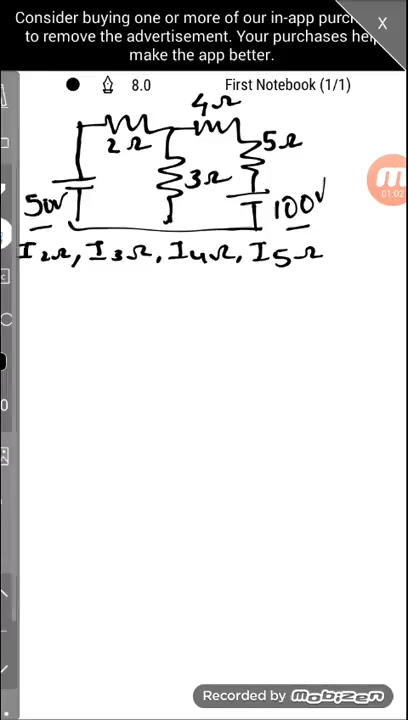 Consider buying one or more of our in-app purch
to remove the advertisement. Your purchases help
make the app better.
X
8.0
First Notebook (1/1)
4Ω
2Ω
5Ω
3Ω
50V
100V
M
01:02
I2Ω, I3Ω, I4Ω, I5Ω
0
Recorded by mobizen